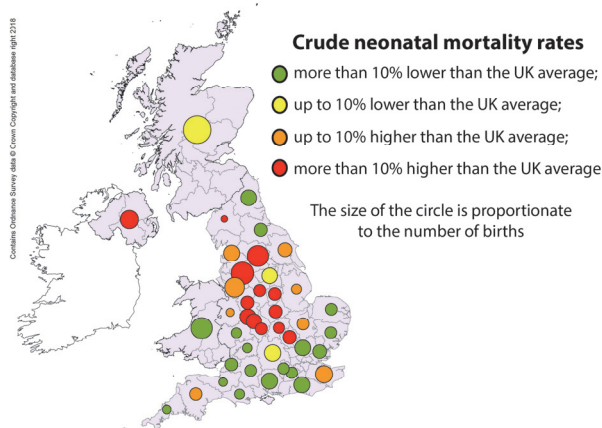 Contains Ordinance Survey data @ Crown Copyright and database right 2318
Crude neonatal mortality rates
more than 10% lower than the UK average;
up to 10% lower than the UK average;
up to 10% higher than the UK average;
more than 10% higher than the UK average
The size of the circle is proportionate
to the number of births